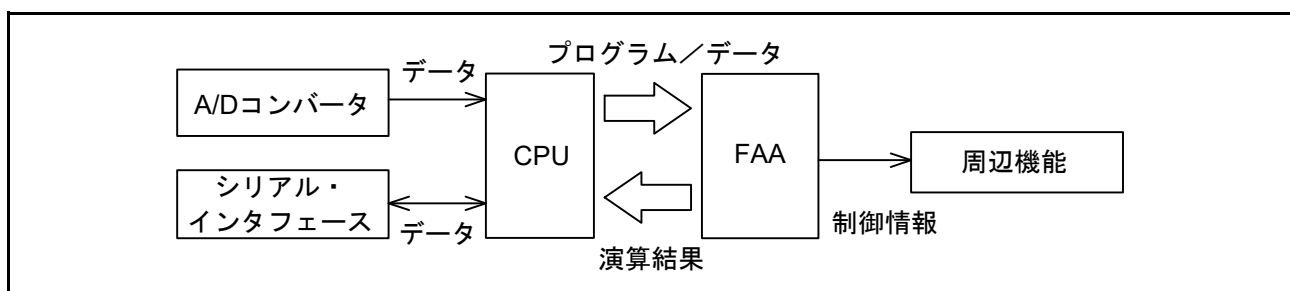 プログラム／データ
データ
A/Dコンバータ
CPU
FAA
周辺機能
シリアル・
インタフェース
データ
制御情報
演算結果